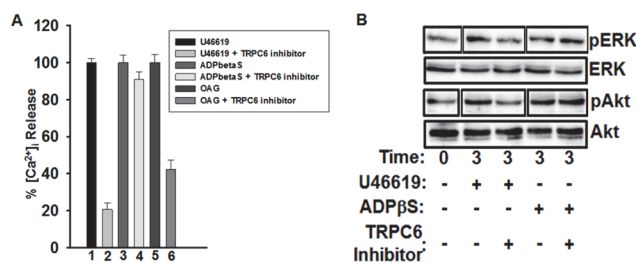 A
% [Ca2+]i Release
120
100
80
60
40
20
0
1 2 3 4 5 6
U46619
U46619 + TRPC6 inhibitor
ADPbetaS
ADPbetaS + TRPC6 inhibitor
OAG
OAG + TRPC6 inhibitor
B
pERK
ERK
pAkt
Akt
Time: 0 3 3 3 3
U46619: - + + - -
ADPβS: - - - + +
TRPC6
Inhibitor: - - + - +